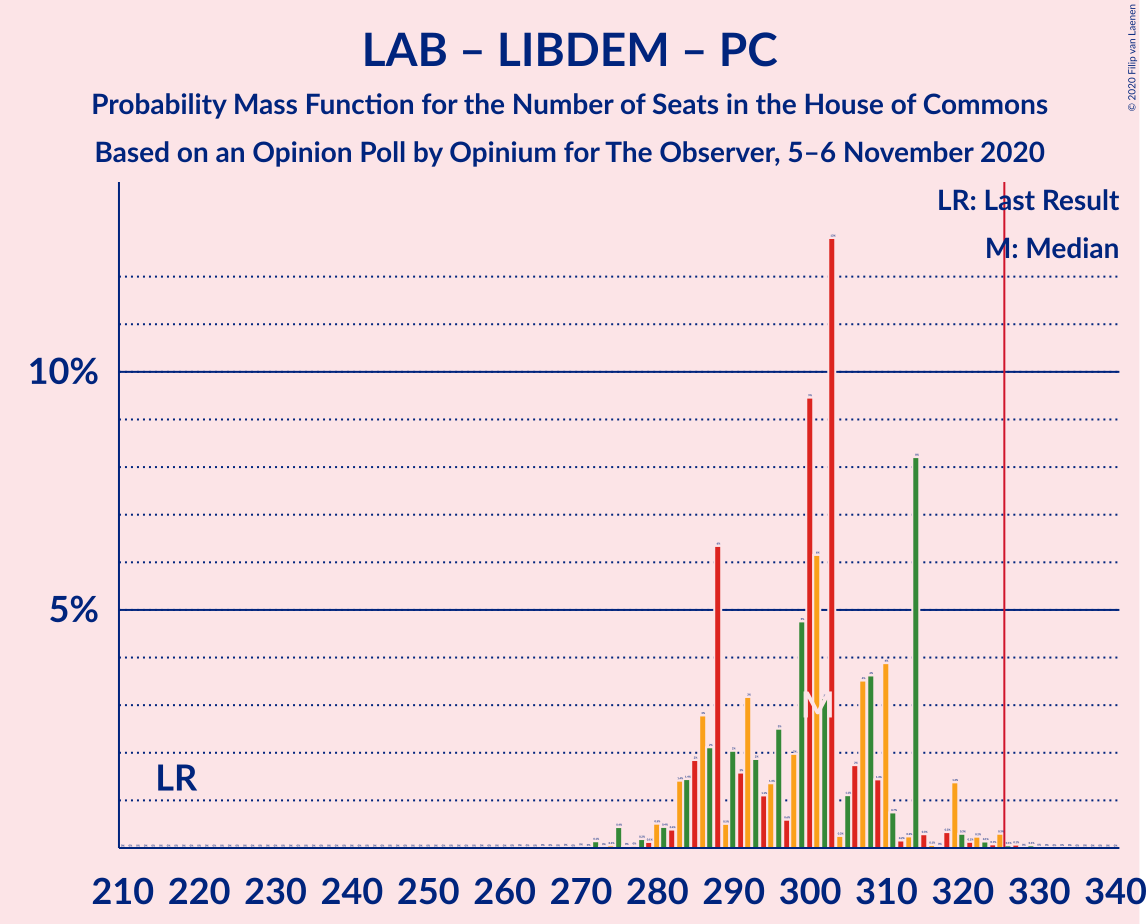 LAB – LIBDEM – PC
Probability Mass Function for the Number of Seats in the House of Commons
Based on an Opinion Poll by Opinium for The Observer, 5–6 November 2020
© 2020 Filip van Laenen
LR: Last Result
M: Median
10%
5%
M
LR
210 220 230 240 250 260 270 280 290 300 310 320 330 340